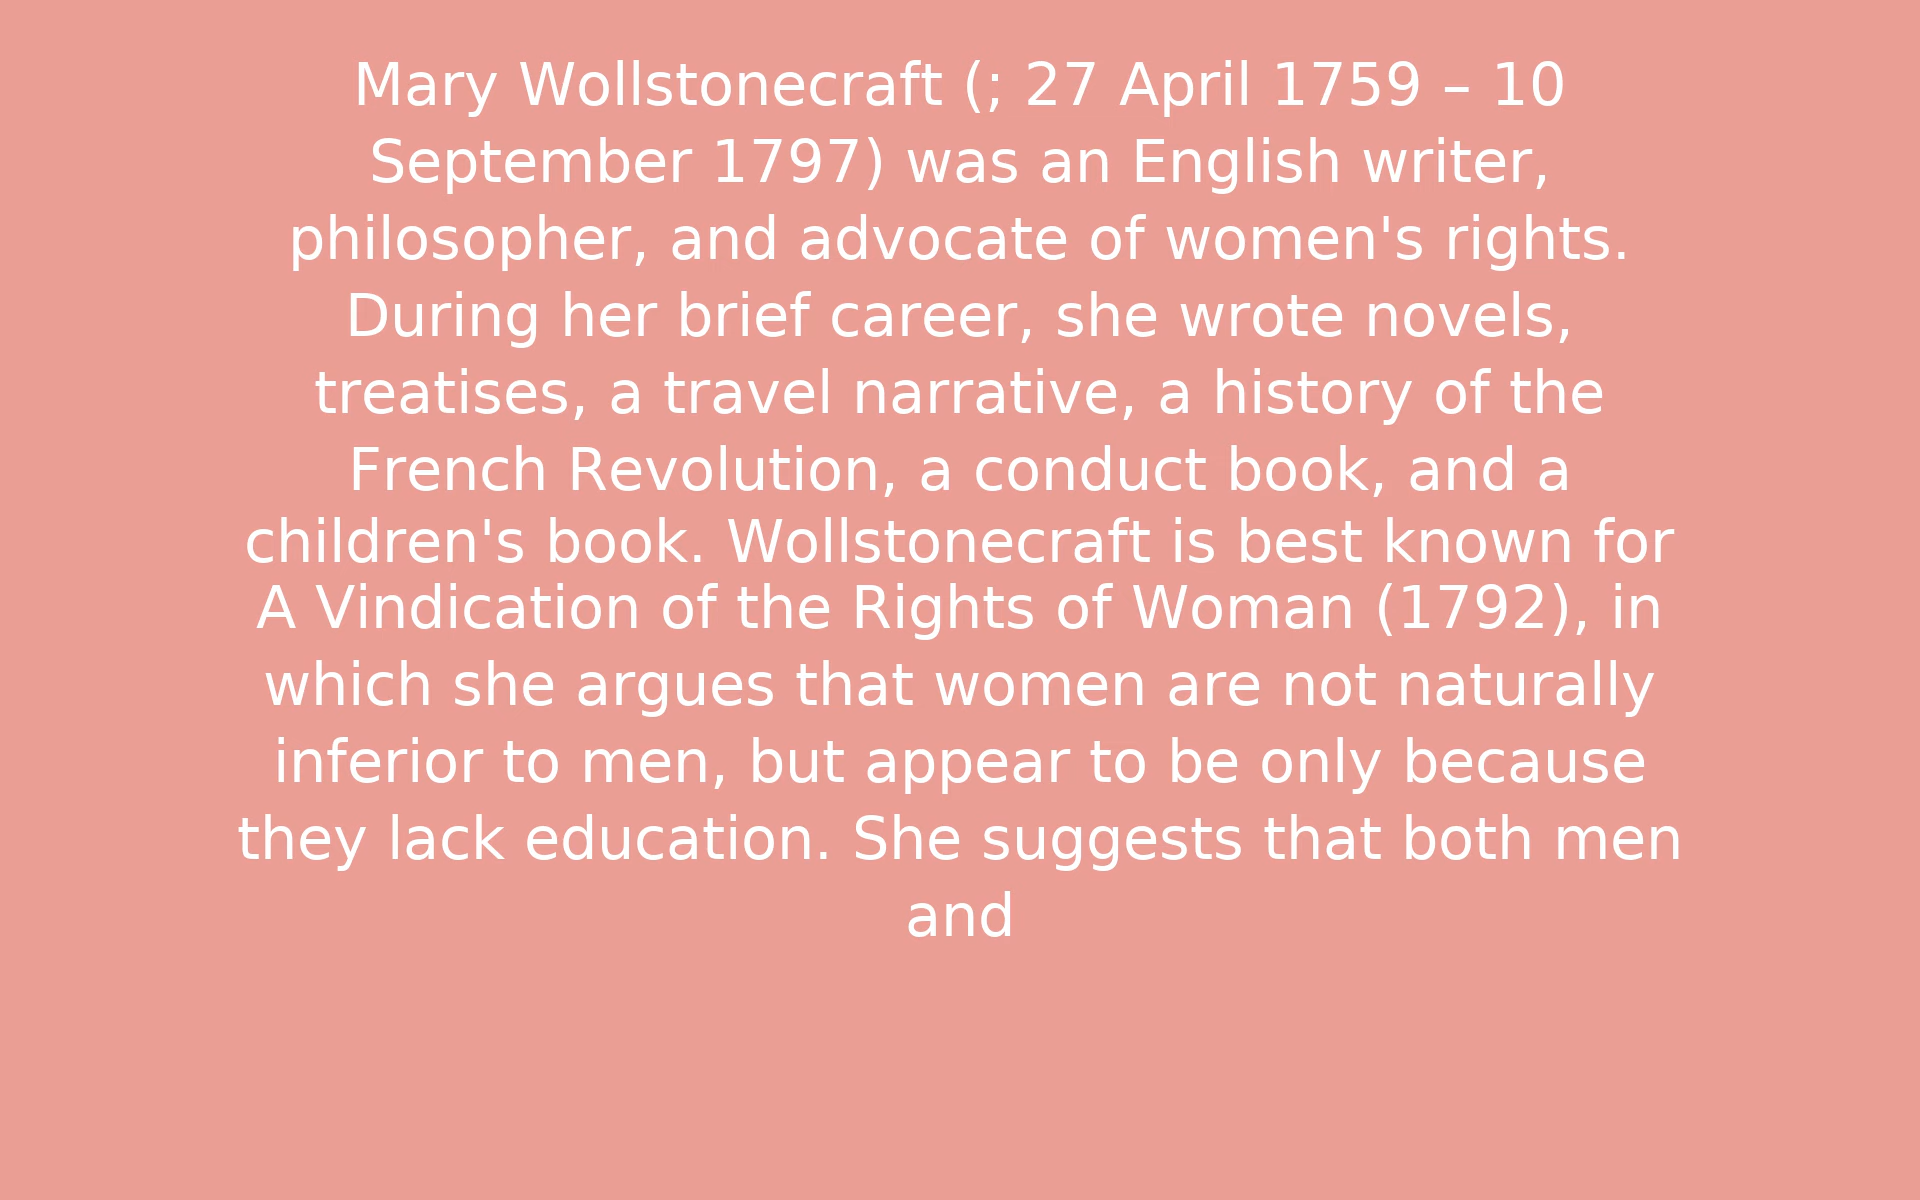 Mary Wollstonecraft (; 27 April 1759 – 10
September 1797) was an English writer,
philosopher, and advocate of women's rights.
During her brief career, she wrote novels,
treatises, a travel narrative, a history of the
French Revolution, a conduct book, and a
children's book. Wollstonecraft is best known for
A Vindication of the Rights of Woman (1792), in
which she argues that women are not naturally
inferior to men, but appear to be only because
they lack education. She suggests that both men
and